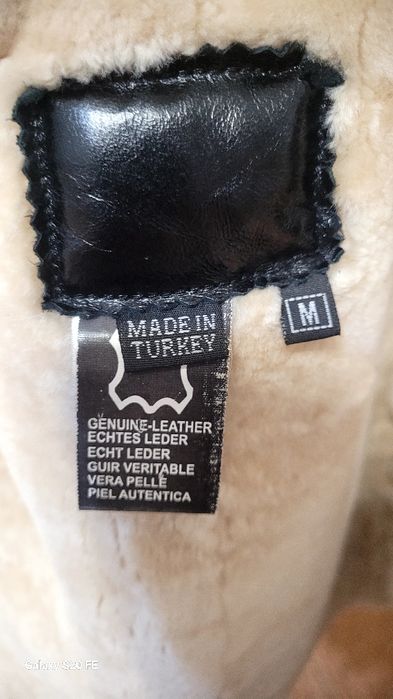 MADE IN
TURKEY
M
GENUINE-LEATHER
ECHTES LEDER
ECHT LEDER
GUIR VERITABLE
VERA PELLE
PIEL AUTENTICA
Galaxy S20 FE